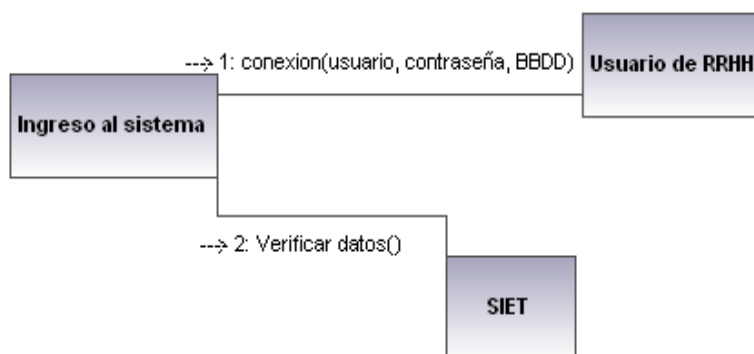 --> 1: conexion(usuario, contraseña, BBDD)
Usuario de RRHH
Ingreso al sistema
--> 2: Verificar datos()
SIET